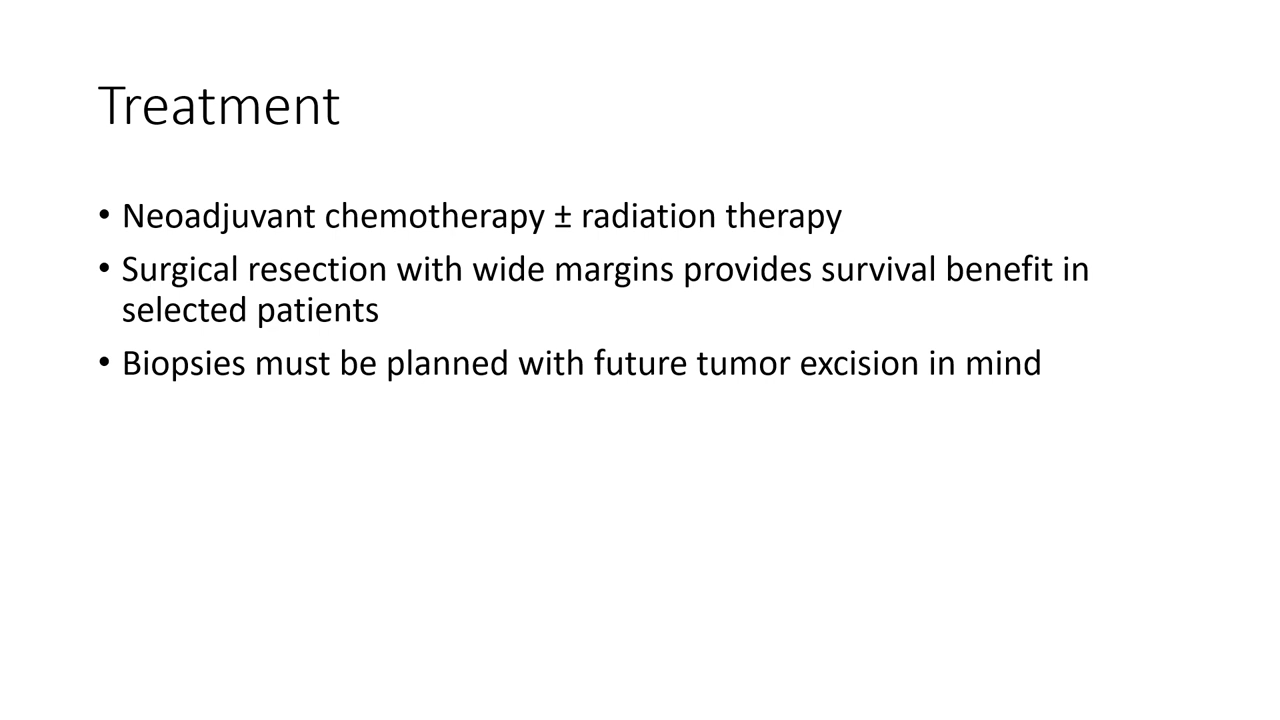 Treatment
• Neoadjuvant chemotherapy ± radiation therapy
• Surgical resection with wide margins provides survival benefit in
selected patients
• Biopsies must be planned with future tumor excision in mind